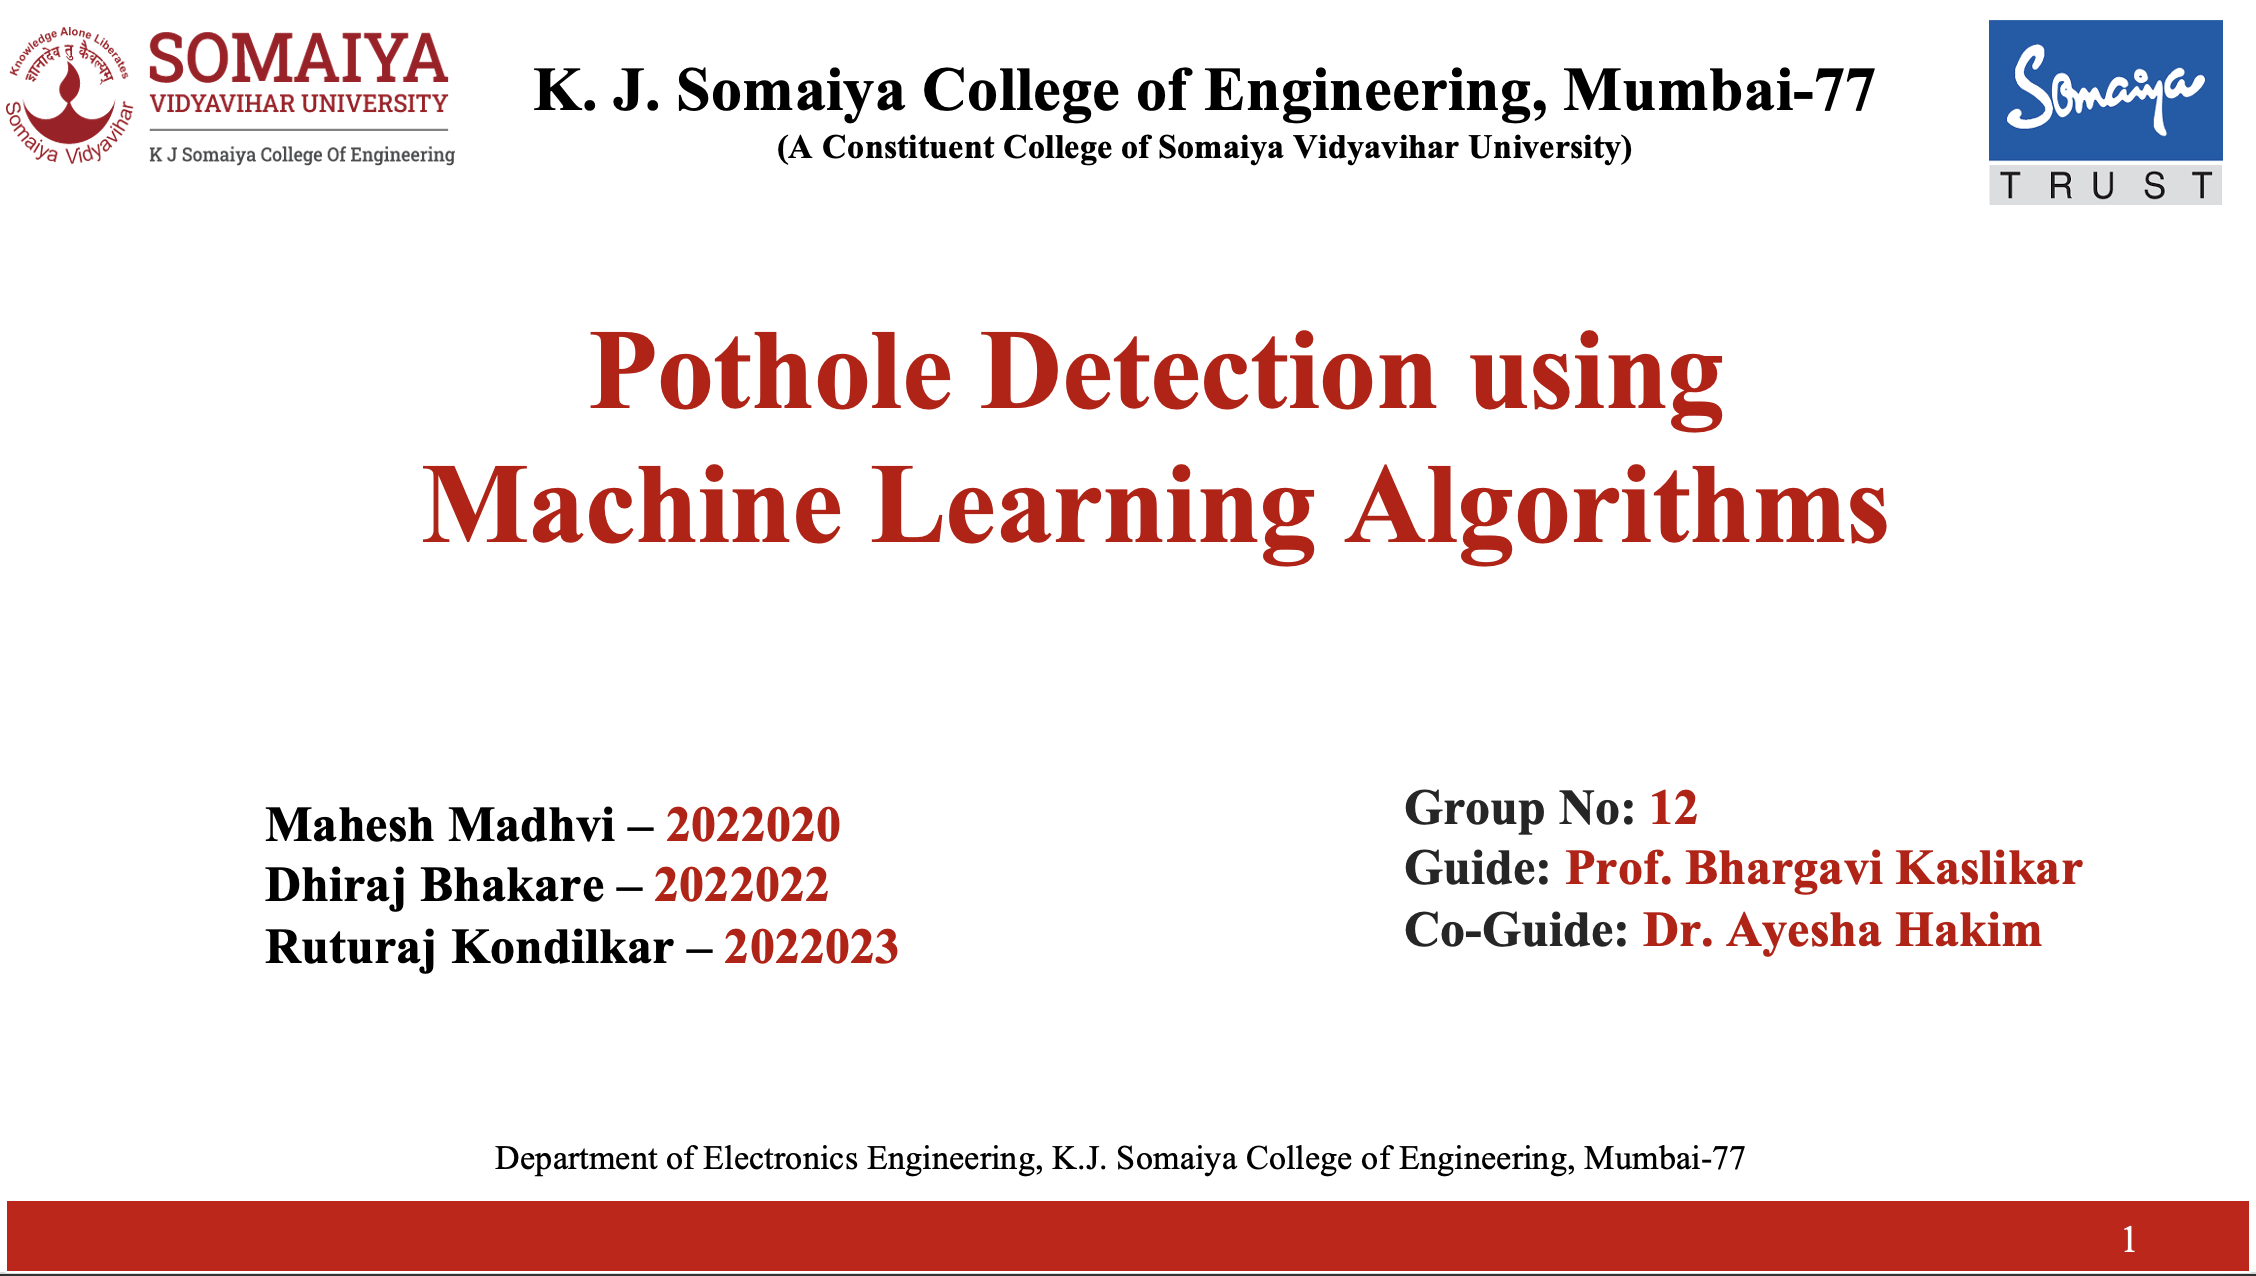 Knowledge Alone Liberates
ज्ञानादेव तु कैवल्यम्
Somaiya Vidyavihar
SOMAIYA
VIDYAVIHAR UNIVERSITY
K J Somaiya College Of Engineering
K. J. Somaiya College of Engineering, Mumbai-77
(A Constituent College of Somaiya Vidyavihar University)
Somaiya
TRUST
Pothole Detection using
Machine Learning Algorithms
Mahesh Madhvi – 2022020
Dhiraj Bhakare – 2022022
Ruturaj Kondilkar – 2022023
Group No: 12
Guide: Prof. Bhargavi Kaslikar
Co-Guide: Dr. Ayesha Hakim
Department of Electronics Engineering, K.J. Somaiya College of Engineering, Mumbai-77
1